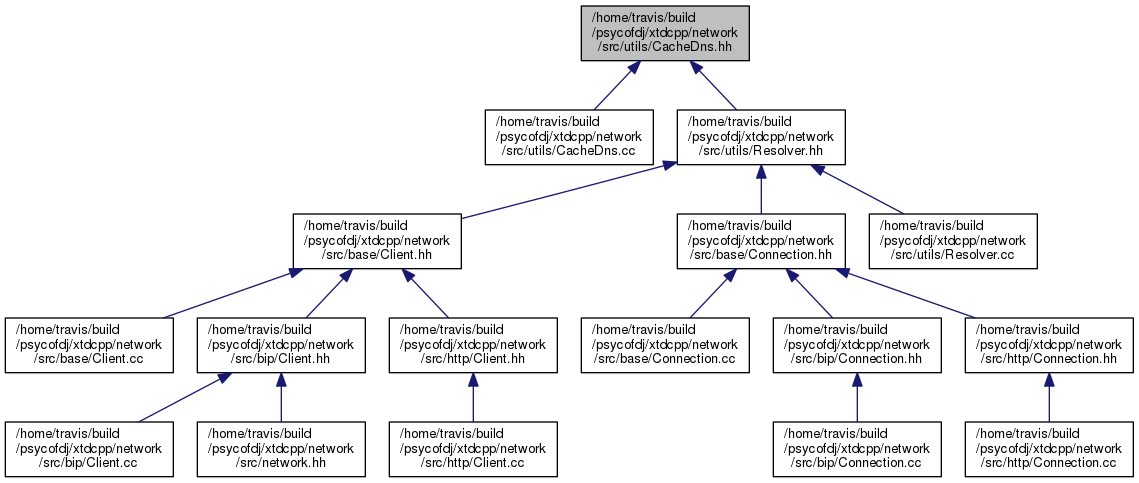 /home/travis/build
/psycofdj/xtdcpp/network
/src/utils/CacheDns.hh
/home/travis/build
/psycofdj/xtdcpp/network
/src/utils/CacheDns.cc
/home/travis/build
/psycofdj/xtdcpp/network
/src/utils/Resolver.hh
/home/travis/build
/psycofdj/xtdcpp/network
/src/base/Client.hh
/home/travis/build
/psycofdj/xtdcpp/network
/src/base/Connection.hh
/home/travis/build
/psycofdj/xtdcpp/network
/src/utils/Resolver.cc
/home/travis/build
/psycofdj/xtdcpp/network
/src/base/Client.cc
/home/travis/build
/psycofdj/xtdcpp/network
/src/bip/Client.hh
/home/travis/build
/psycofdj/xtdcpp/network
/src/http/Client.hh
/home/travis/build
/psycofdj/xtdcpp/network
/src/base/Connection.cc
/home/travis/build
/psycofdj/xtdcpp/network
/src/bip/Connection.hh
/home/travis/build
/psycofdj/xtdcpp/network
/src/http/Connection.hh
/home/travis/build
/psycofdj/xtdcpp/network
/src/bip/Client.cc
/home/travis/build
/psycofdj/xtdcpp/network
/src/network.hh
/home/travis/build
/psycofdj/xtdcpp/network
/src/http/Client.cc
/home/travis/build
/psycofdj/xtdcpp/network
/src/bip/Connection.cc
/home/travis/build
/psycofdj/xtdcpp/network
/src/http/Connection.cc